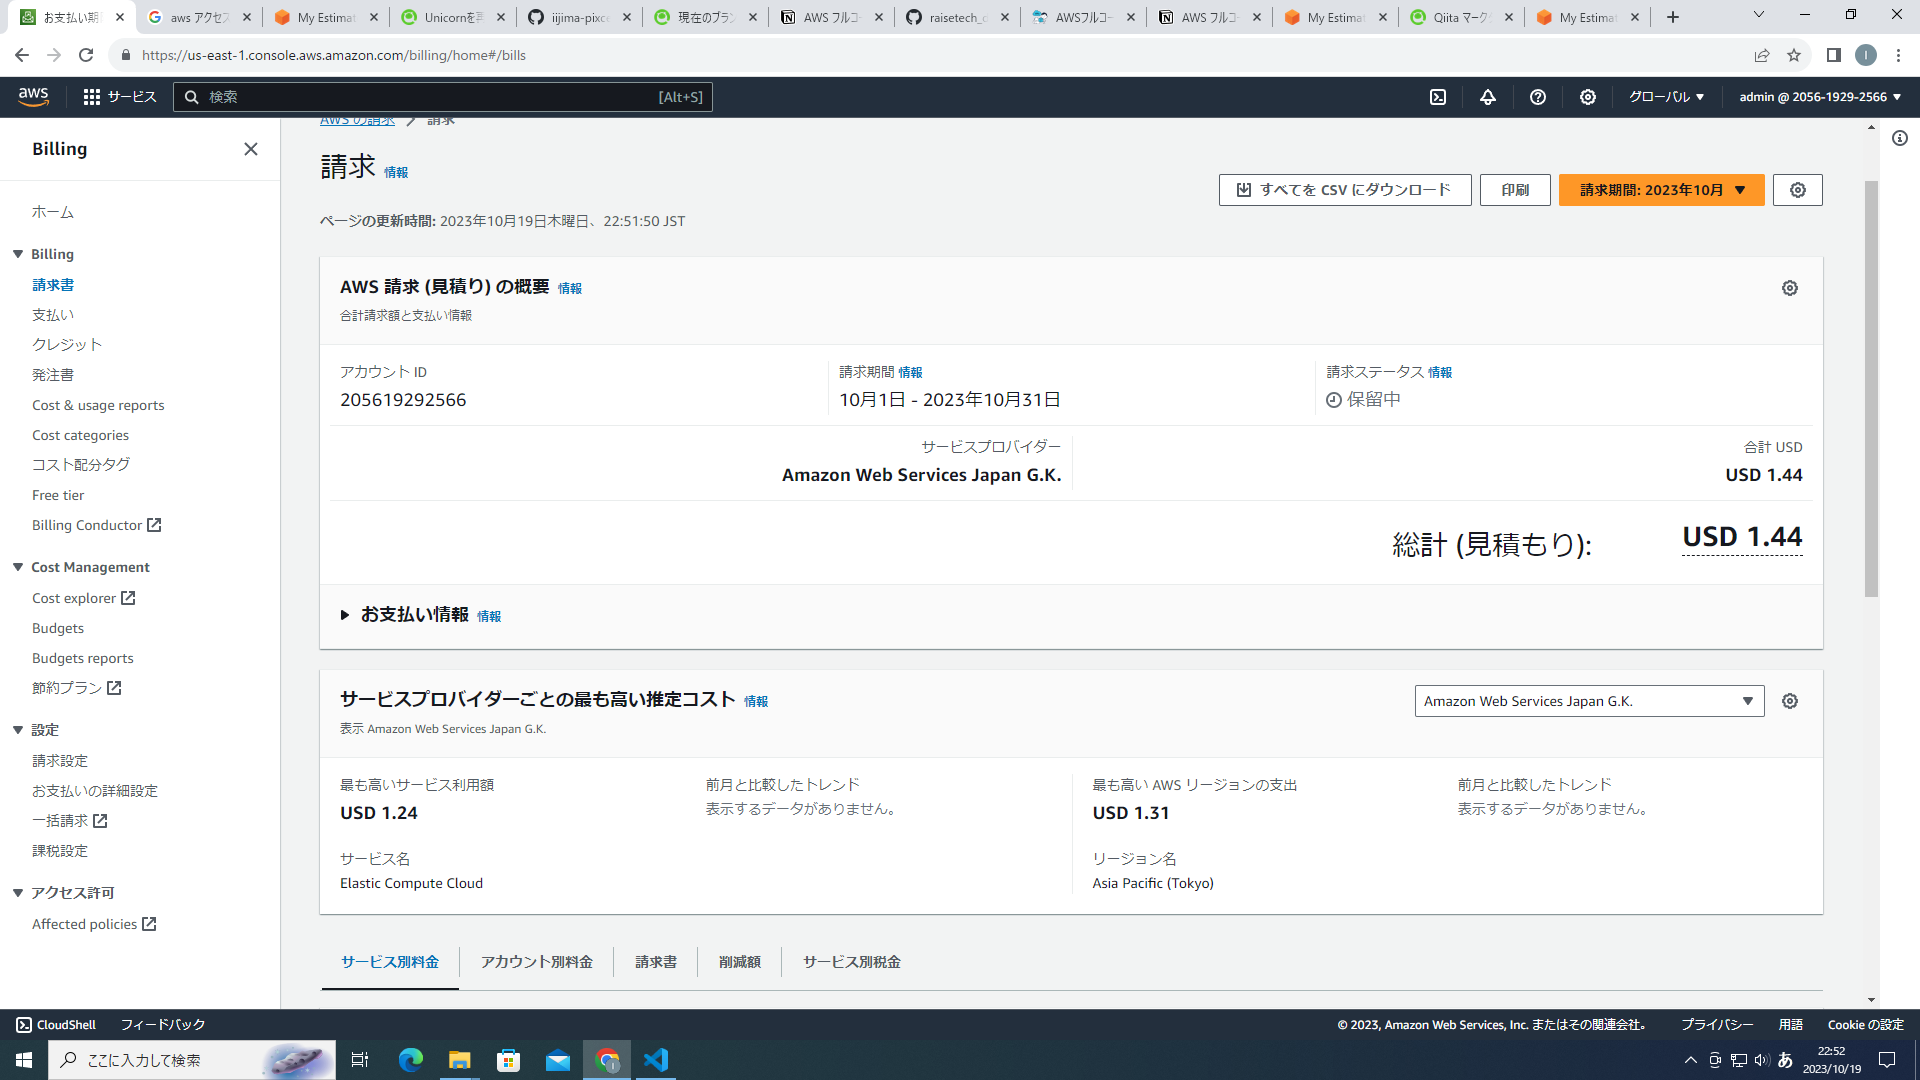 お支払い期
aws アクセス
My Estimat
Unicornを再
iijima-pixce
現在のブラン
AWS フルコー
raisetech_c
AWSフルコー
AWS フルコー
My Estimat
Qiita マーク
My Estimat
https://us-east-1.console.aws.amazon.com/billing/home#/bills
I
aws
サービス
検索
[Alt+S]
グローバル
admin @ 2056-1929-2566
Billing
ホーム
Billing
請求書
支払い
クレジット
発注書
Cost & usage reports
Cost categories
コスト配分タグ
Free tier
Billing Conductor
Cost Management
Cost explorer
Budgets
Budgets reports
節約プラン
設定
請求設定
お支払いの詳細設定
一括請求
課税設定
アクセス許可
Affected policies
AWS の請求 > 請求
請求 情報
すべてを CSV にダウンロード
印刷
請求期間: 2023年10月
ページの更新時間: 2023年10月19日木曜日、22:51:50 JST
AWS 請求 (見積り) の概要 情報
合計請求額と支払い情報
アカウント ID
205619292566
請求期間 情報
10月1日 - 2023年10月31日
請求ステータス 情報
保留中
サービスプロバイダー
Amazon Web Services Japan G.K.
合計 USD
USD 1.44
総計 (見積もり): USD 1.44
お支払い情報 情報
サービスプロバイダーごとの最も高い推定コスト 情報
表示 Amazon Web Services Japan G.K.
Amazon Web Services Japan G.K.
最も高いサービス利用額
USD 1.24
前月と比較したトレンド
表示するデータがありません。
最も高い AWS リージョンの支出
USD 1.31
前月と比較したトレンド
表示するデータがありません。
サービス名
Elastic Compute Cloud
リージョン名
Asia Pacific (Tokyo)
サービス別料金
アカウント別料金
請求書
削減額
サービス別税金
CloudShell
フィードバック
© 2023, Amazon Web Services, Inc. またはその関連会社。
プライバシー
用語
Cookie の設定
ここに入力して検索
あ
22:52
2023/10/19